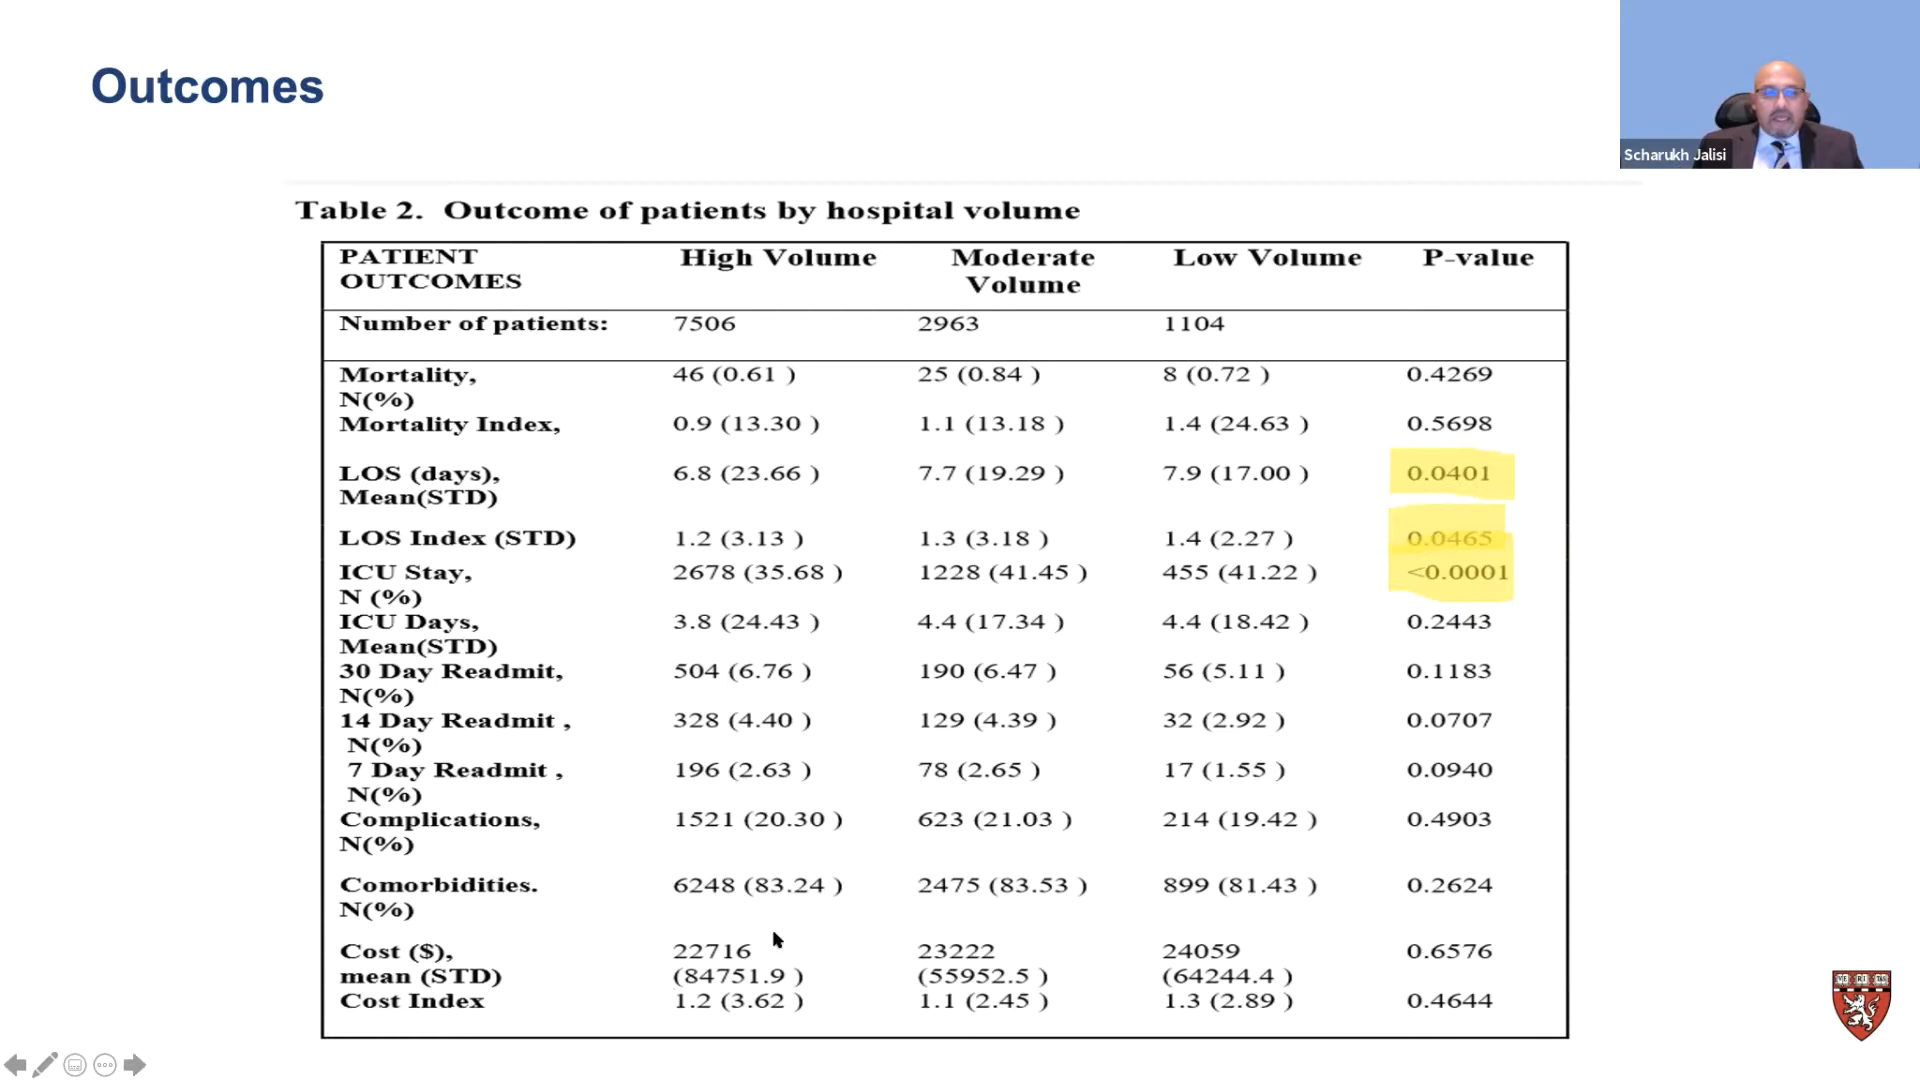 Outcomes
Scharukh Jalisi
Table 2. Outcome of patients by hospital volume
PATIENT OUTCOMES High Volume Moderate Volume Low Volume P-value
Number of patients: 7506 2963 1104
Mortality, N(%) 46 (0.61 ) 25 (0.84 ) 8 (0.72 ) 0.4269
Mortality Index, 0.9 (13.30 ) 1.1 (13.18 ) 1.4 (24.63 ) 0.5698
LOS (days), Mean(STD) 6.8 (23.66 ) 7.7 (19.29 ) 7.9 (17.00 ) 0.0401
LOS Index (STD) 1.2 (3.13 ) 1.3 (3.18 ) 1.4 (2.27 ) 0.0465
ICU Stay, N (%) 2678 (35.68 ) 1228 (41.45 ) 455 (41.22 ) <0.0001
ICU Days, Mean(STD) 3.8 (24.43 ) 4.4 (17.34 ) 4.4 (18.42 ) 0.2443
30 Day Readmit, N(%) 504 (6.76 ) 190 (6.47 ) 56 (5.11 ) 0.1183
14 Day Readmit , N(%) 328 (4.40 ) 129 (4.39 ) 32 (2.92 ) 0.0707
7 Day Readmit , N(%) 196 (2.63 ) 78 (2.65 ) 17 (1.55 ) 0.0940
Complications, N(%) 1521 (20.30 ) 623 (21.03 ) 214 (19.42 ) 0.4903
Comorbidities. N(%) 6248 (83.24 ) 2475 (83.53 ) 899 (81.43 ) 0.2624
Cost ($), mean (STD) 22716 (84751.9 ) 23222 (55952.5 ) 24059 (64244.4 ) 0.6576
Cost Index 1.2 (3.62 ) 1.1 (2.45 ) 1.3 (2.89 ) 0.4644
VE RI TAS